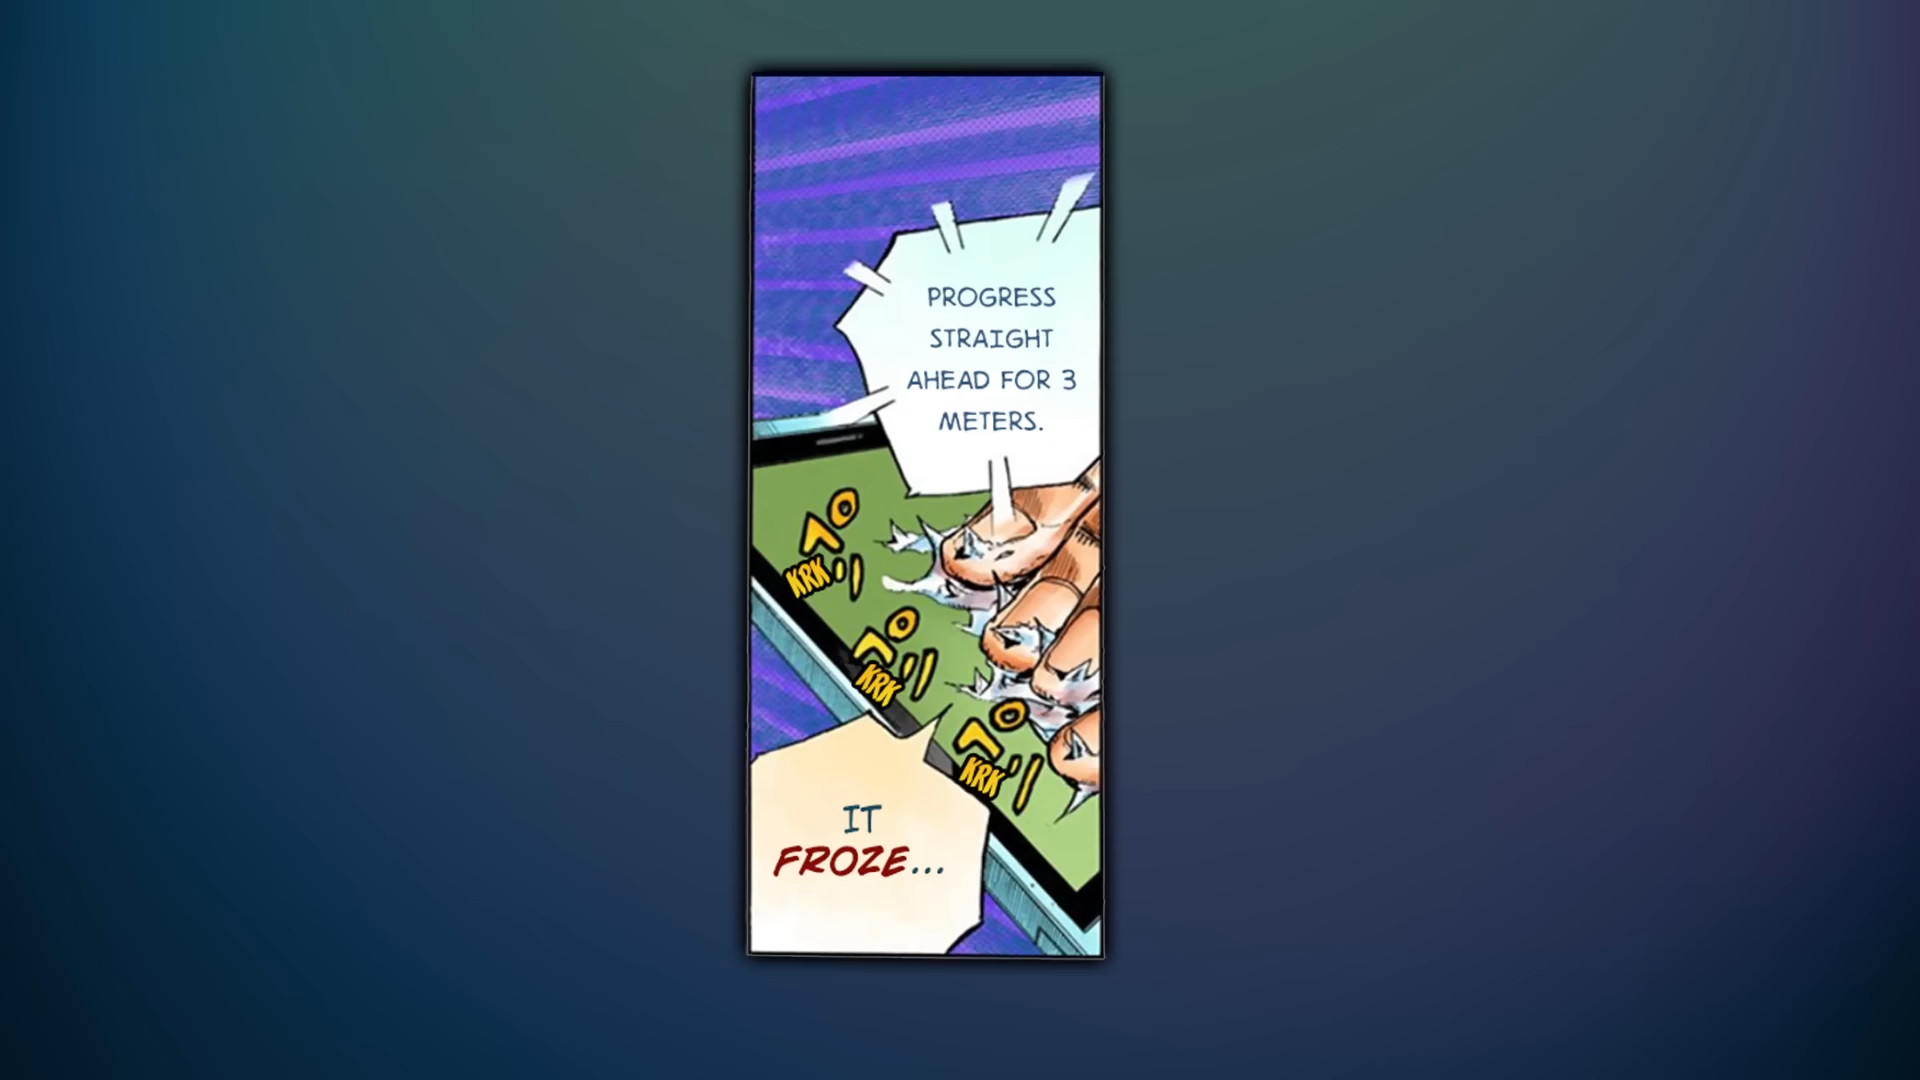 PROGRESS
STRAIGHT
AHEAD FOR 3
METERS.
KRK
KRK
KRK
IT
FROZE...